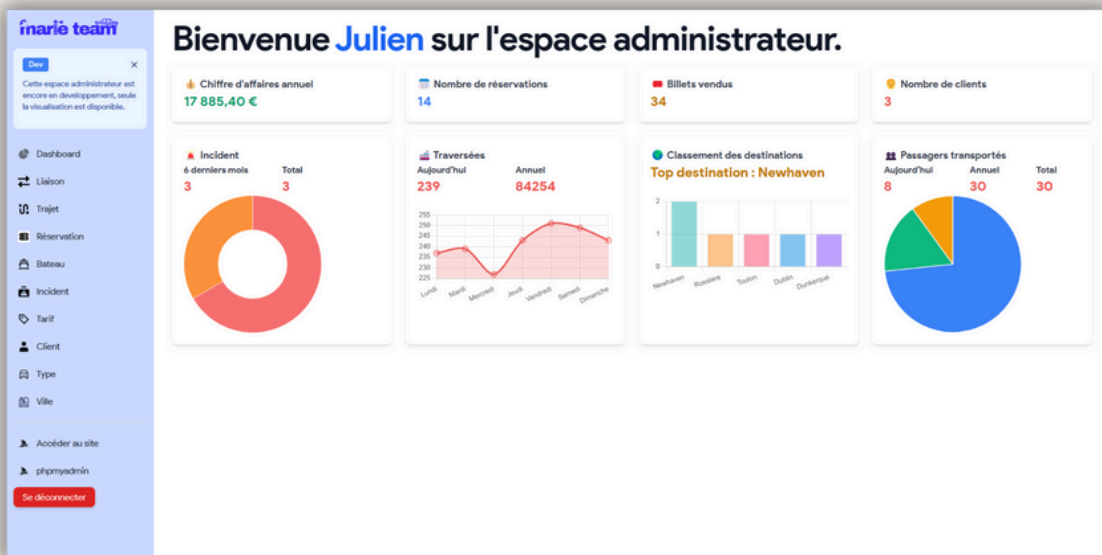 marie team
Bienvenue Julien sur l'espace administrateur.
Dev
Cette espace administrateur est
encore en developpement, seule
la visualisation est disponible.
Dashboard
Liaison
Trajet
Réservation
Bateau
Incident
Tarif
Client
Type
Ville
Accéder au site
phpmyadmin
Se déconnecter
Chiffre d'affaires annuel
17 885,40 €
Nombre de réservations
14
Billets vendus
34
Nombre de clients
3
Incident
6 derniers mois Total
3 3
Traversées
Aujourd'hui Annuel
239 84254
255
250
245
240
235
230
225
Lundi Mardi Mercredi Jeudi Vendredi Samedi Dimanche
Classement des destinations
Top destination : Newhaven
2
1
0
Newhaven Rosslare Toulon Dublin Dunkerque
Passagers transportés
Aujourd'hui Annuel Total
8 30 30